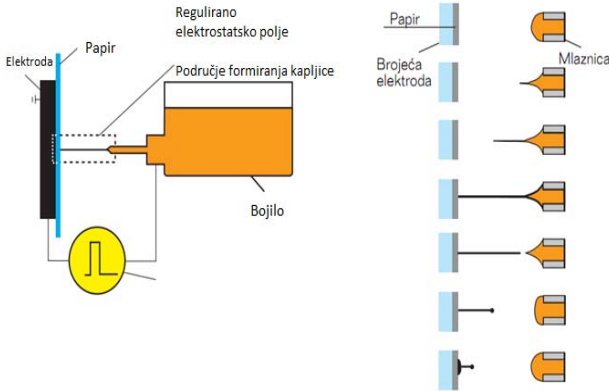 Regulirano
elektrostatsko polje
Papir
Elektroda
Područje formiranja kapljice
Bojilo
Papir
Brojeća
elektroda
Mlaznica